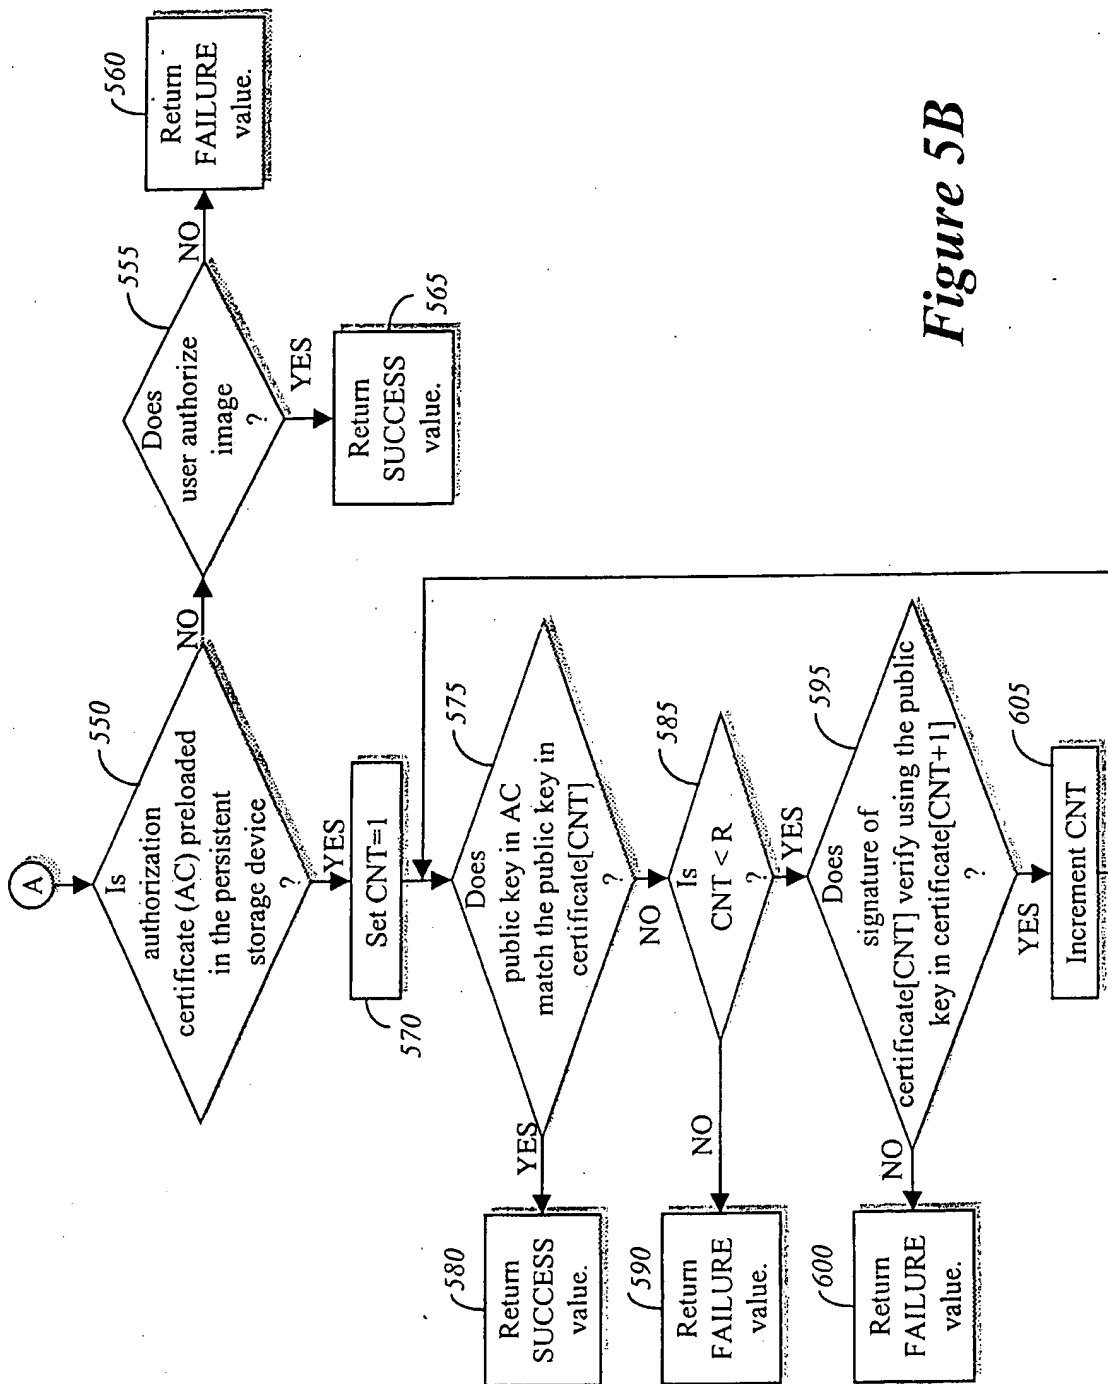 A
550
Is
authorization
certificate (AC) preloaded
in the persistent
storage device
?
NO
YES
555
Does
user authorize
image
?
NO
YES
560
Return
FAILURE
value.
565
Return
SUCCESS
value.
570
Set CNT=1
575
Does
public key in AC
match the public key in
certificate[CNT]
?
YES
NO
580
Return
SUCCESS
value.
585
Is
CNT < R
?
NO
YES
590
Return
FAILURE
value.
595
Does
signature of
certificate[CNT] verify using the public
key in certificate[CNT+1]
?
NO
YES
600
Return
FAILURE
value.
605
Increment CNT
Figure 5B